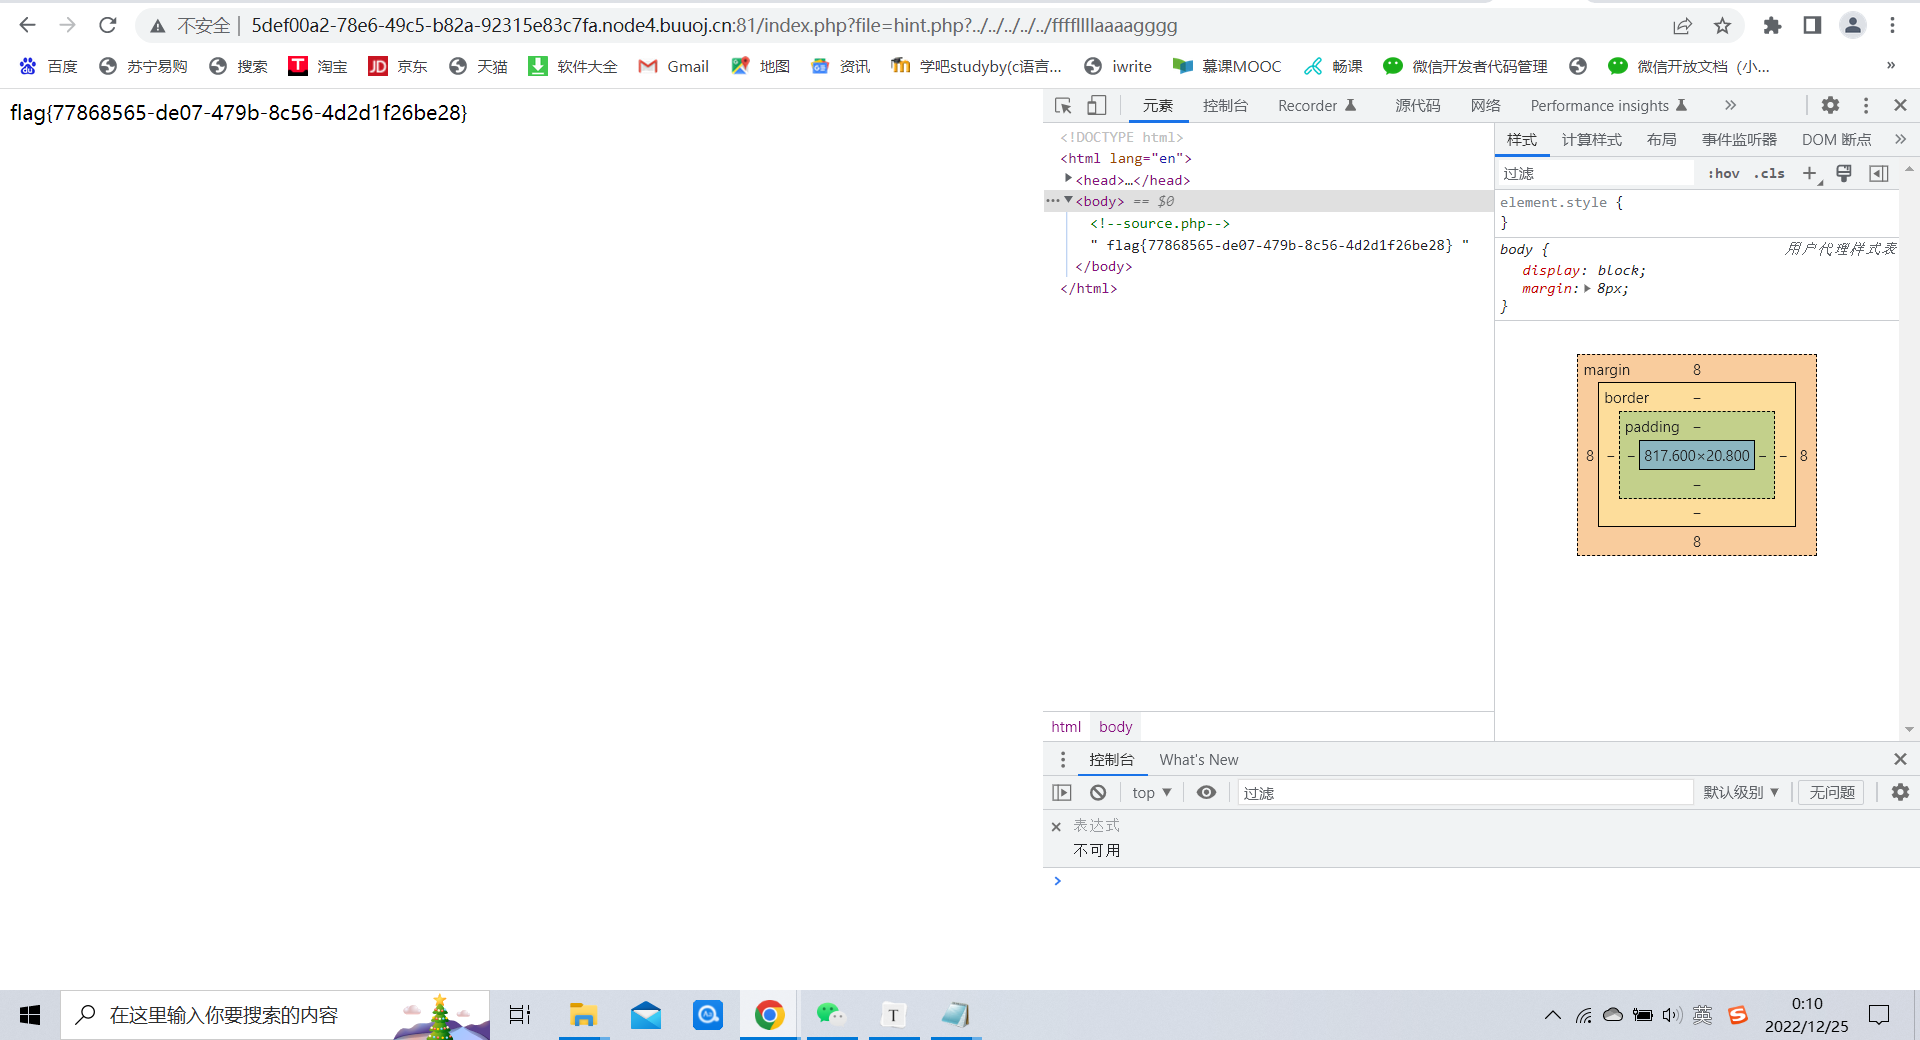 不安全 | 5def00a2-78e6-49c5-b82a-92315e83c7fa.node4.buuoj.cn:81/index.php?file=hint.php?../../../../../ffffllllaaaagggg
百度 苏宁易购 搜索 淘宝 京东 天猫 软件大全 Gmail 地图 资讯 学吧studyby(c语言... iwrite 慕课MOOC 畅课 微信开发者代码管理 微信开放文档（小... »
flag{77868565-de07-479b-8c56-4d2d1f26be28}
元素 控制台 Recorder 源代码 网络 Performance insights »
<!DOCTYPE html>
<html lang="en">
<head>…</head>
<body> == $0
<!--source.php-->
" flag{77868565-de07-479b-8c56-4d2d1f26be28} "
</body>
</html>
html body
样式 计算样式 布局 事件监听器 DOM 断点 »
过滤 :hov .cls +
element.style {
}
body { 用户代理样式表
display: block;
margin: 8px;
}
margin 8
border –
padding –
8 – – 817.600×20.800 – – 8
–
–
8
控制台 What's New
top 过滤 默认级别 无问题
表达式
不可用
>
在这里输入你要搜索的内容
T
英
S
0:10
2022/12/25